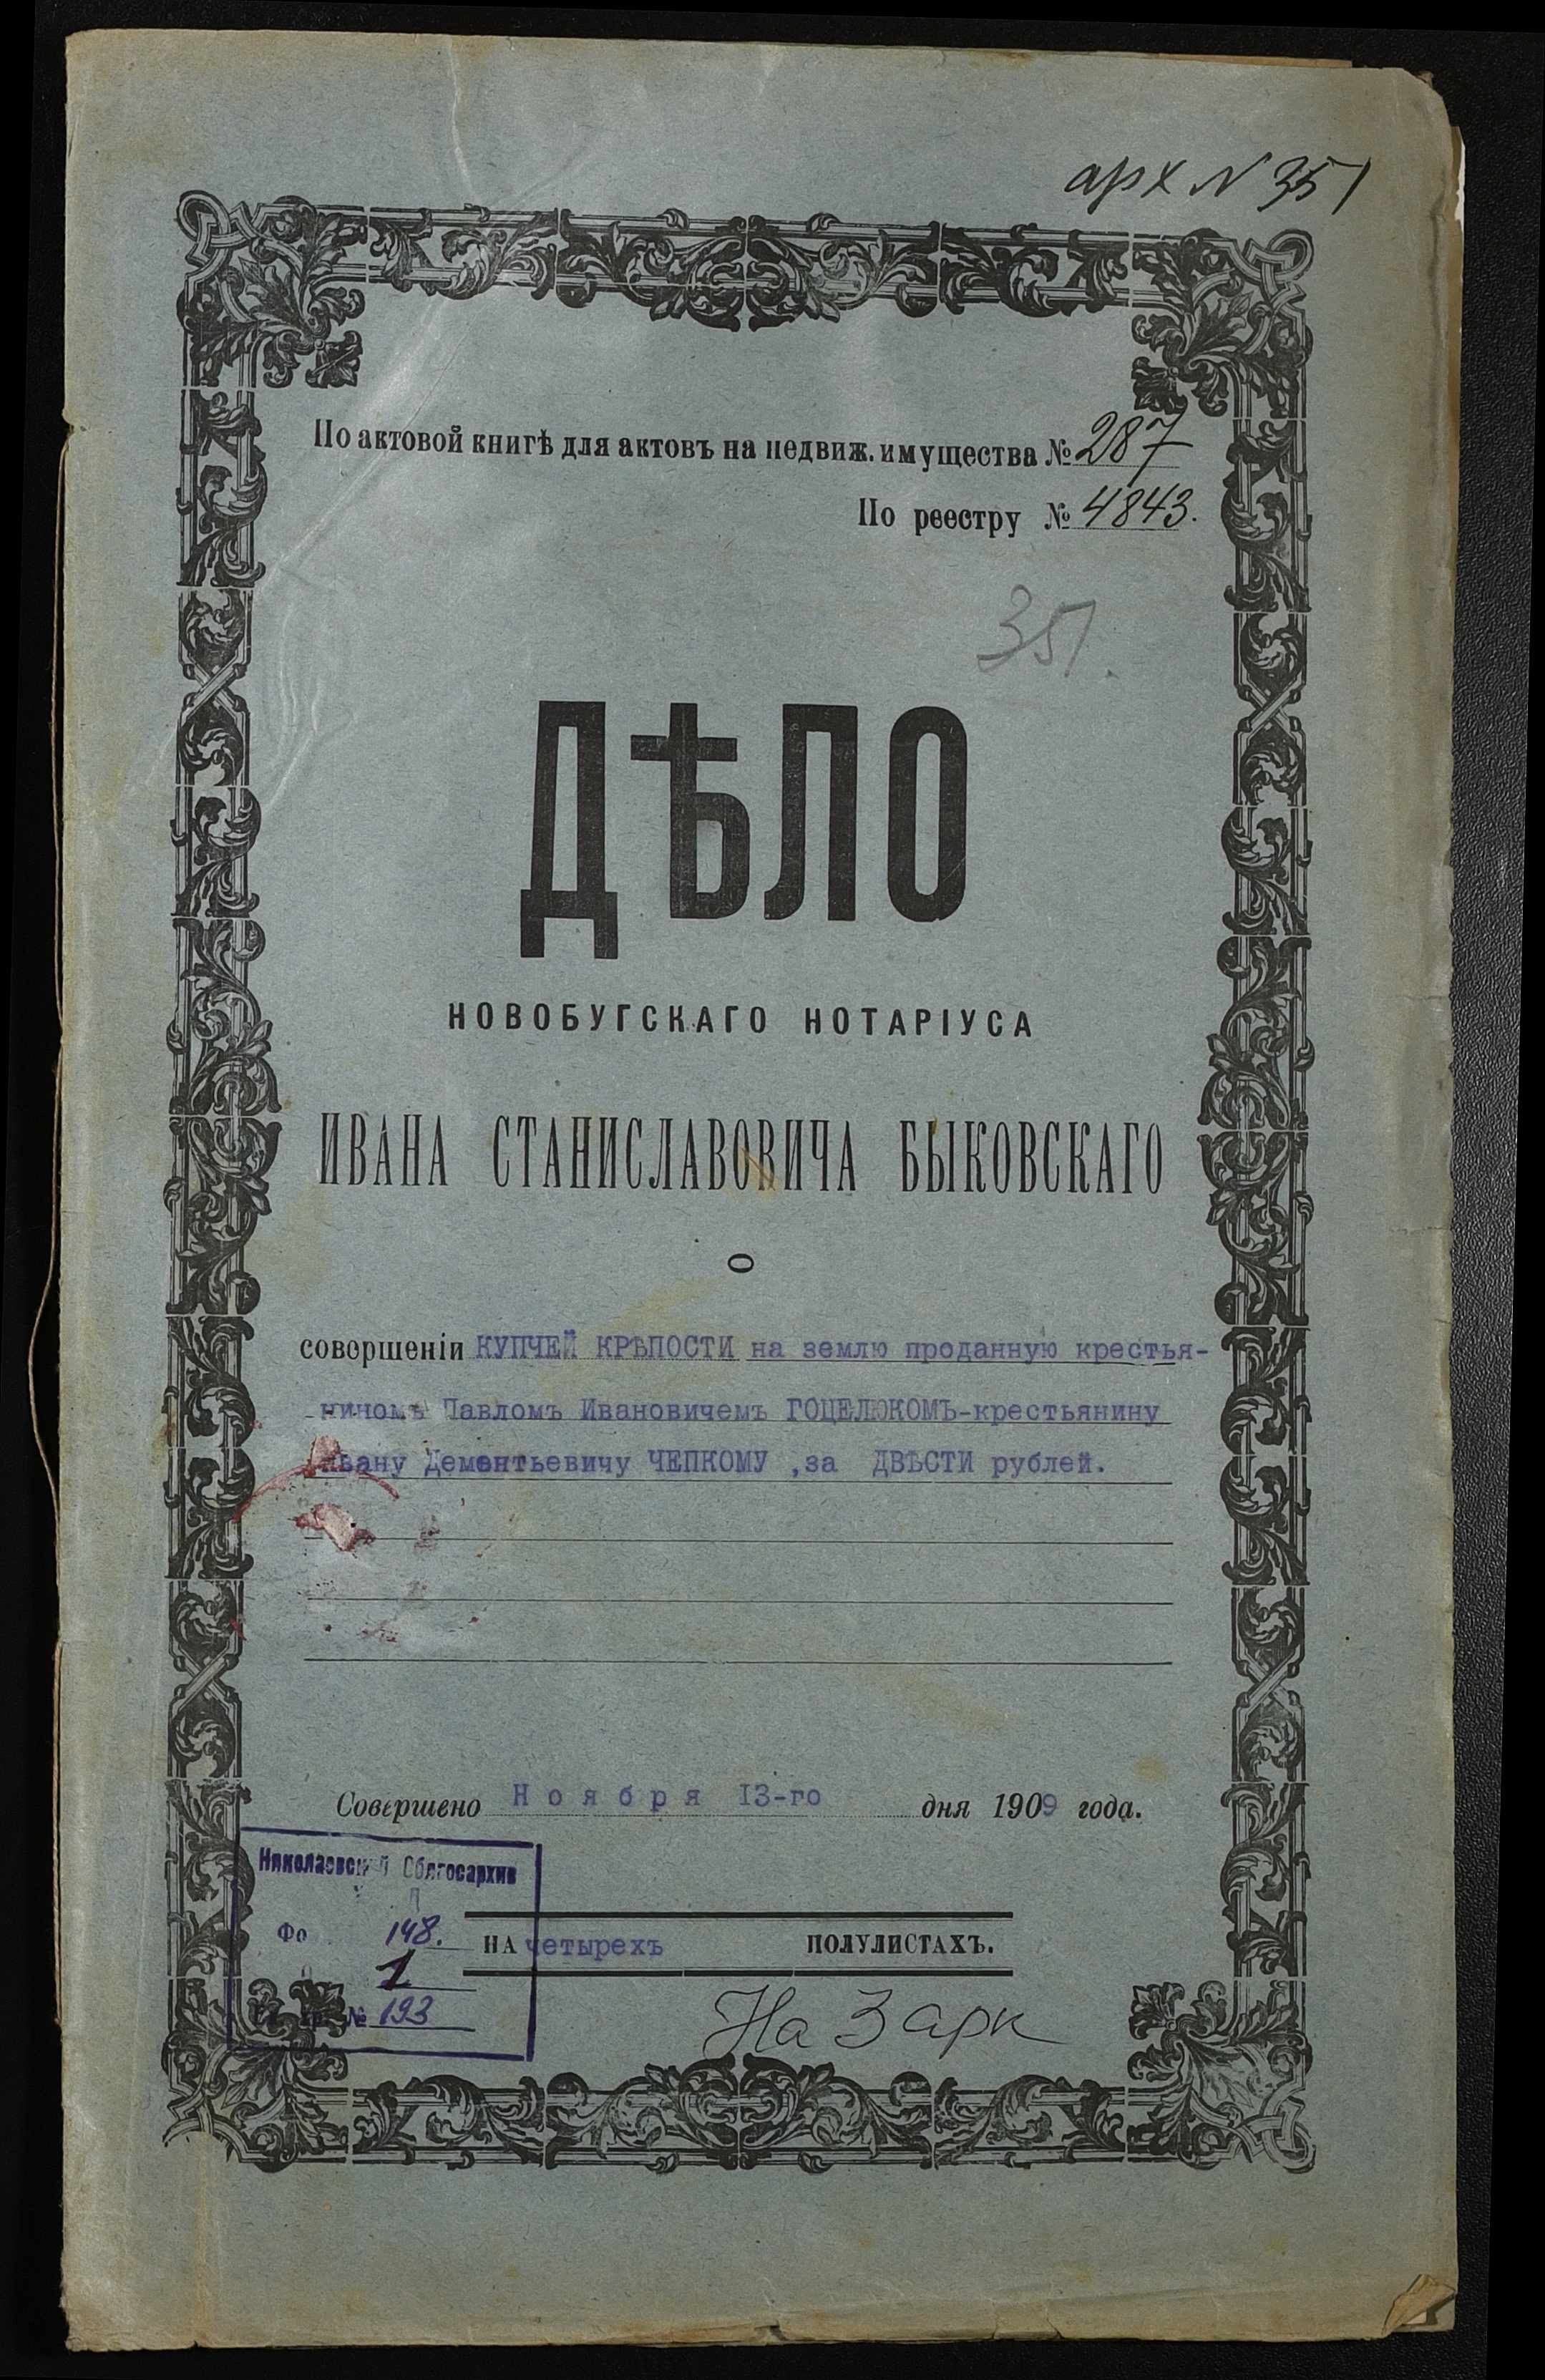 арх N 351
По актовой книгѣ для актовъ на недвиж. имущества № 287
По реестру № 4843.
351.
ДѢЛО
НОВОБУГСКАГО НОТАРІУСА
ИВАНА СТАНИСЛАВОВИЧА БЫКОВСКАГО
О
совершеніи КУПЧЕЙ КРѢПОСТИ на землю проданную крестья-
ниномъ Павломъ Ивановичемъ ГОЦЕЛЮКОМЪ-крестьянину
Ивану Дементьевичу ЧЕПКОМУ ,за ДВѢСТИ рублей.
Совершено Ноября 13-го дня 1909 года.
Николаевский Облгосархив
Фо 148.
1
№ 193
НА четырехъ ПОЛУЛИСТАХЪ.
На 3 арк